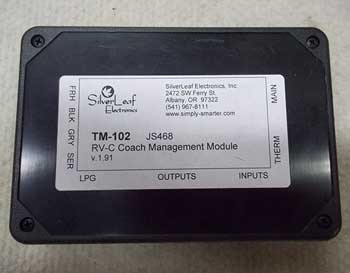 FRH BLK GRY SER
SilverLeaf
Electronics
SilverLeaf Electronics, Inc
2472 SW Ferry St.
Albany, OR 97322
(541) 967-8111
www.simply-smarter.com
TM-102 JS468
RV-C Coach Management Module
v.1.91
MAIN
THERM
LPG OUTPUTS INPUTS